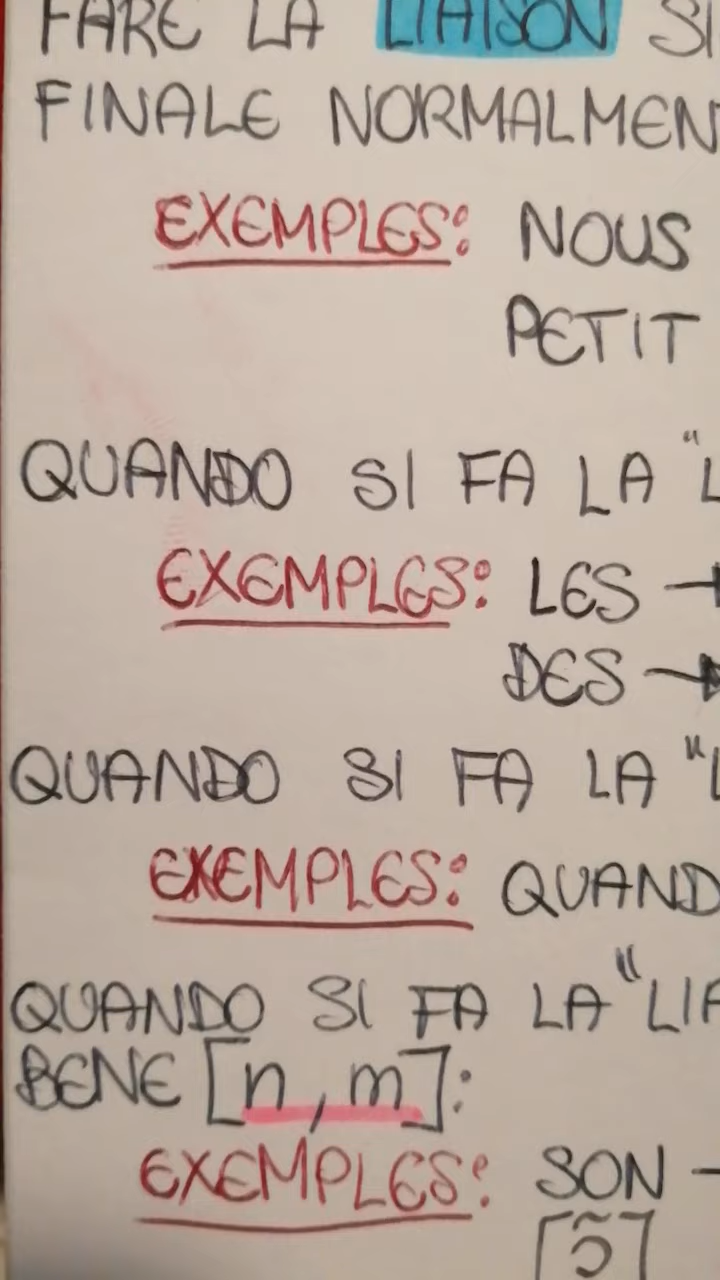 FARE LA LIAISON SI
FINALE NORMALMEN
EXEMPLES: NOUS
PETIT
QUANDO SI FA LA "L
EXEMPLES: LES →
DES →
QUANDO SI FA LA "L
EXEMPLES: QUAND
QUANDO SI FA LA "LIA
BENE [n, m]:
EXEMPLES: SON -
[ɔ̃]